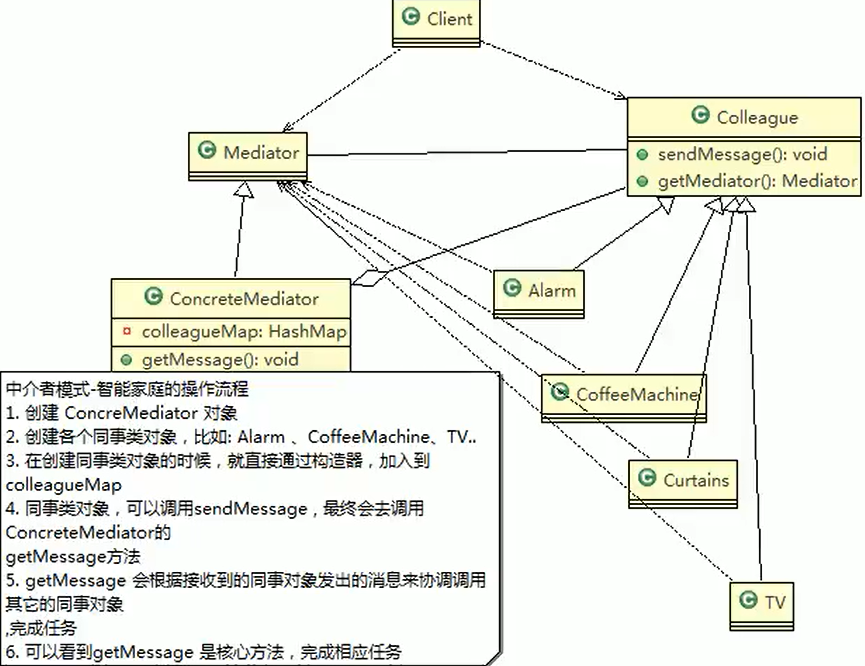 Client
Colleague
sendMessage(): void
getMediator(): Mediator
Mediator
ConcreteMediator
colleagueMap: HashMap
getMessage(): void
Alarm
CoffeeMachine
Curtains
TV
中介者模式-智能家庭的操作流程
1. 创建 ConcreMediator 对象
2. 创建各个同事类对象，比如: Alarm 、CoffeeMachine、TV..
3. 在创建同事类对象的时候，就直接通过构造器，加入到
colleagueMap
4. 同事类对象，可以调用sendMessage，最终会去调用
ConcreteMediator的
getMessage方法
5. getMessage 会根据接收到的同事对象发出的消息来协调调用
其它的同事对象
,完成任务
6. 可以看到getMessage 是核心方法，完成相应任务